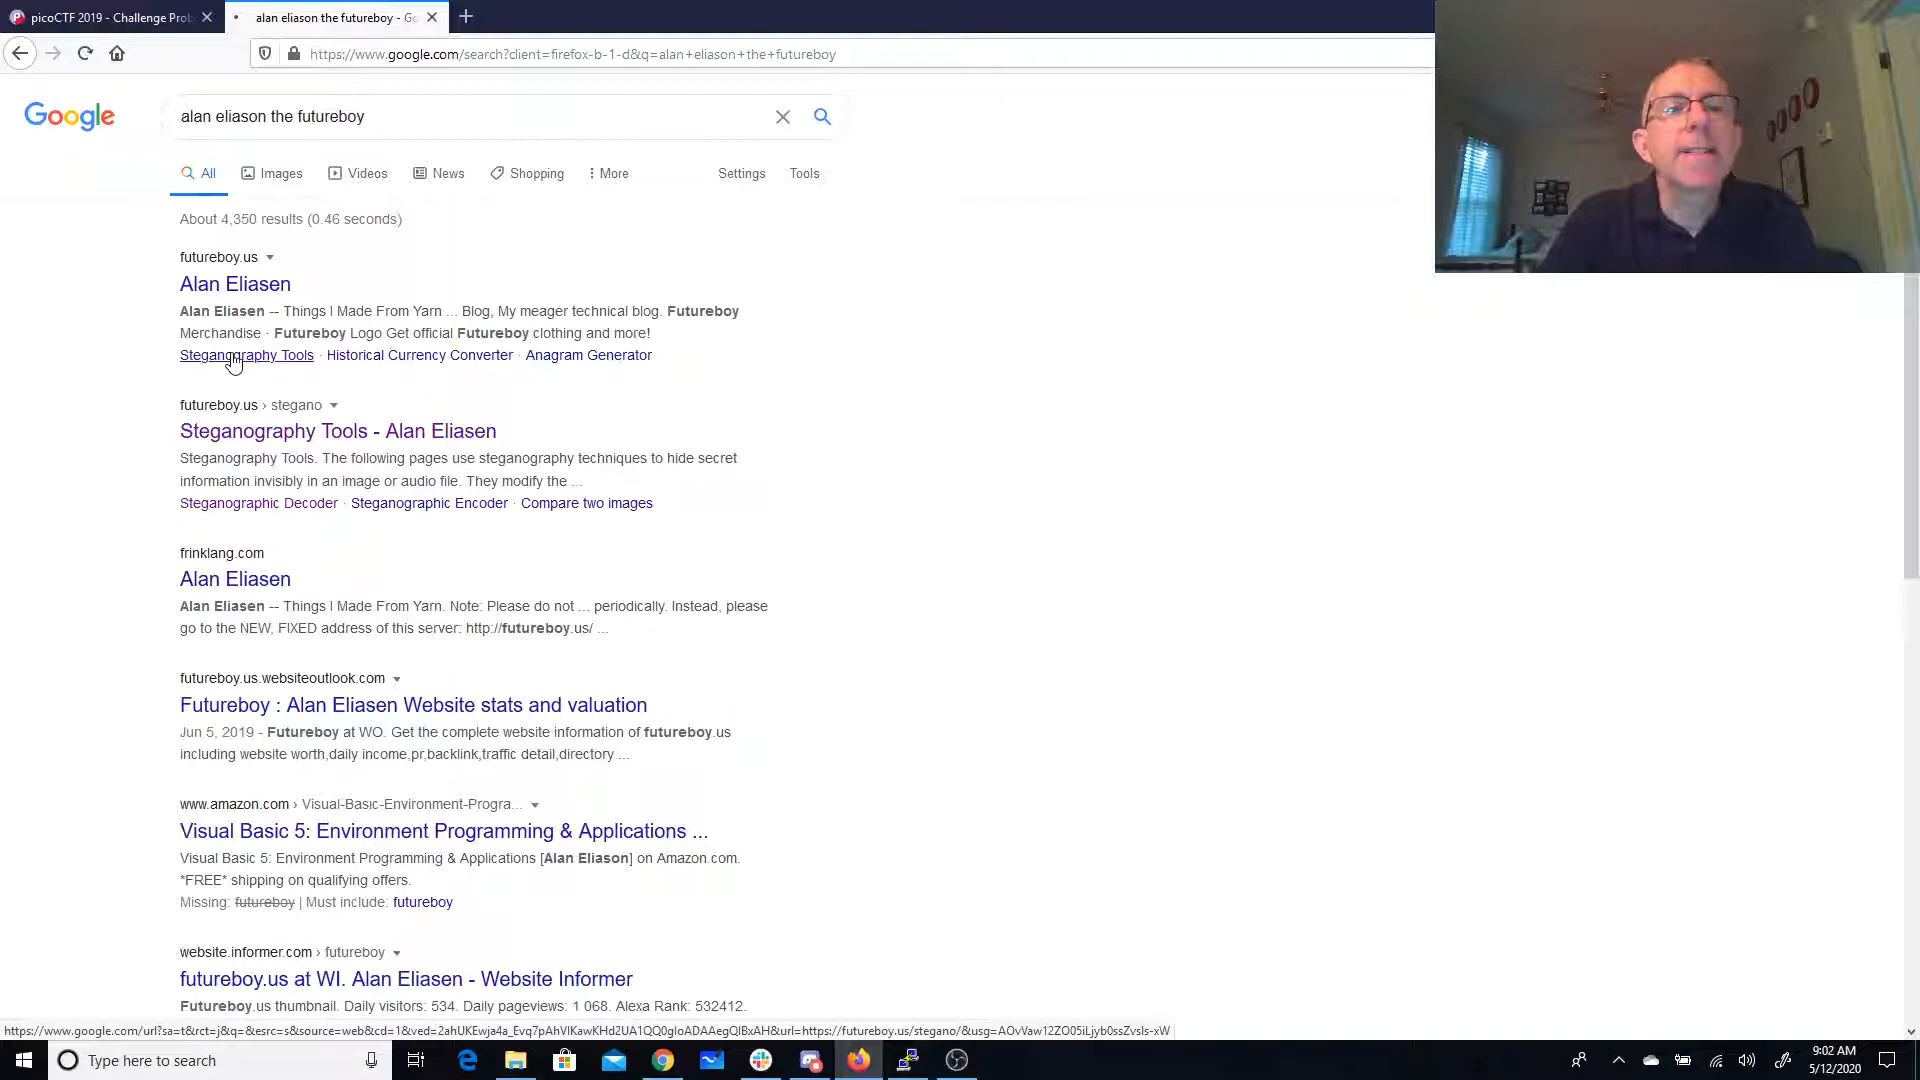 picoCTF 2019 - Challenge Prob
alan eliason the futureboy - Go
https://www.google.com/search?client=firefox-b-1-d&q=alan+eliason+the+futureboy
Google
alan eliason the futureboy
All
Images
Videos
News
Shopping
More
Settings
Tools
About 4,350 results (0.46 seconds)
futureboy.us
Alan Eliasen
Alan Eliasen -- Things I Made From Yarn ... Blog, My meager technical blog. Futureboy
Merchandise · Futureboy Logo Get official Futureboy clothing and more!
Steganography Tools · Historical Currency Converter · Anagram Generator
futureboy.us › stegano
Steganography Tools - Alan Eliasen
Steganography Tools. The following pages use steganography techniques to hide secret
information invisibly in an image or audio file. They modify the ...
Steganographic Decoder · Steganographic Encoder · Compare two images
frinklang.com
Alan Eliasen
Alan Eliasen -- Things I Made From Yarn. Note: Please do not ... periodically. Instead, please
go to the NEW, FIXED address of this server: http://futureboy.us/ ...
futureboy.us.websiteoutlook.com
Futureboy : Alan Eliasen Website stats and valuation
Jun 5, 2019 - Futureboy at WO. Get the complete website information of futureboy.us
including website worth,daily income,pr,backlink,traffic detail,directory ...
www.amazon.com › Visual-Basic-Environment-Progra...
Visual Basic 5: Environment Programming & Applications ...
Visual Basic 5: Environment Programming & Applications [Alan Eliason] on Amazon.com.
*FREE* shipping on qualifying offers.
Missing: futureboy | Must include: futureboy
website.informer.com › futureboy
futureboy.us at WI. Alan Eliasen - Website Informer
Futureboy.us thumbnail. Daily visitors: 534. Daily pageviews: 1 068. Alexa Rank: 532412.
Type here to search
9:02 AM
5/12/2020